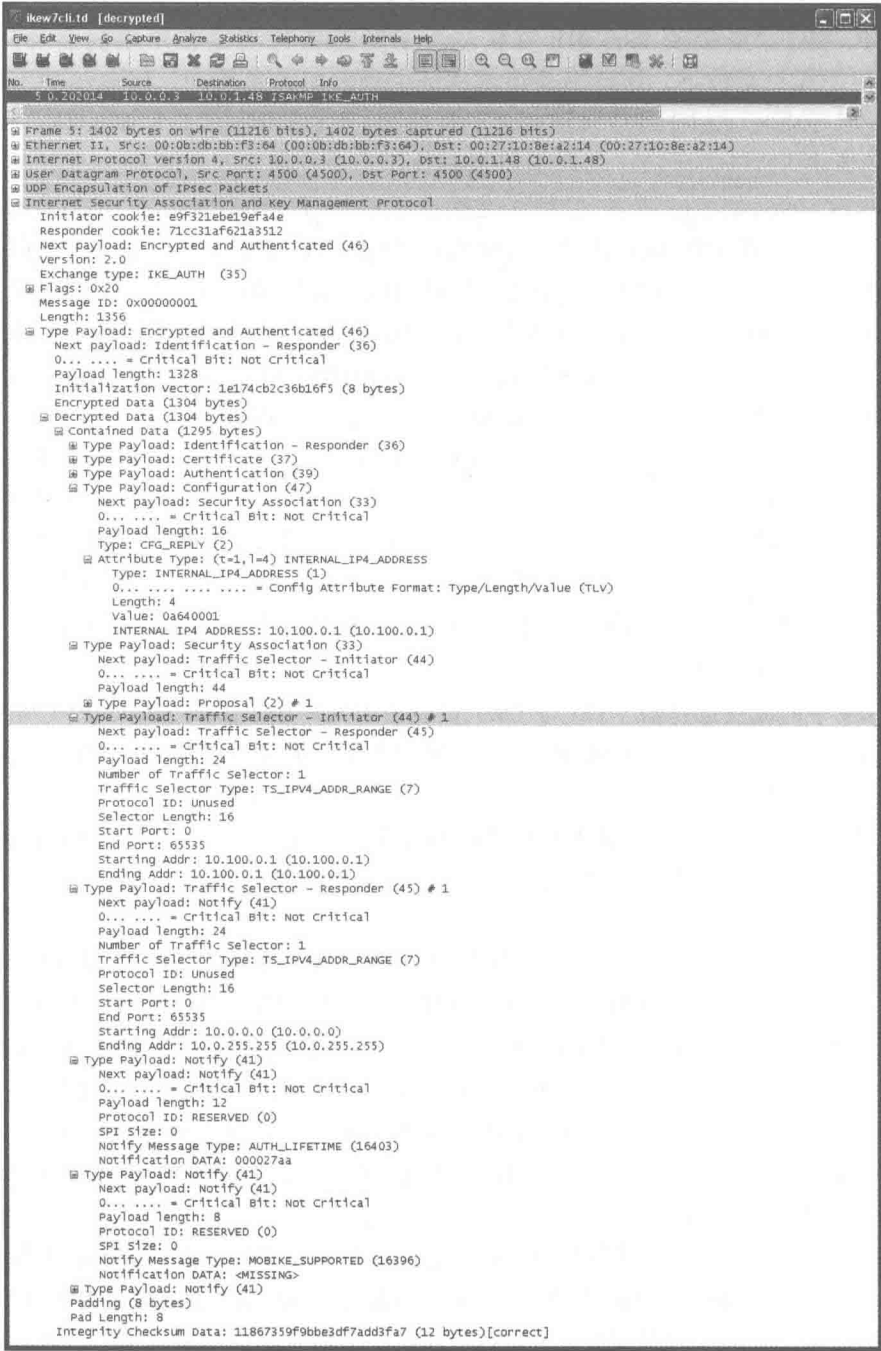 ikew7cli.td [decrypted]
File Edit View Go Capture Analyze Statistics Telephony Tools Internals Help
No. Time Source Destination Protocol Info
5 0.202014 10.0.0.3 10.0.1.48 ISAKMP IKE_AUTH
Frame 5: 1402 bytes on wire (11216 bits), 1402 bytes captured (11216 bits)
Ethernet II, Src: 00:0b:db:bb:f3:64 (00:0b:db:bb:f3:64), Dst: 00:27:10:8e:a2:14 (00:27:10:8e:a2:14)
Internet Protocol Version 4, Src: 10.0.0.3 (10.0.0.3), Dst: 10.0.1.48 (10.0.1.48)
User Datagram Protocol, Src Port: 4500 (4500), Dst Port: 4500 (4500)
UDP Encapsulation of IPsec Packets
Internet Security Association and Key Management Protocol
Initiator cookie: e9f321ebe19efa4e
Responder cookie: 71cc31af621a3512
Next payload: Encrypted and Authenticated (46)
Version: 2.0
Exchange type: IKE_AUTH (35)
Flags: 0x20
Message ID: 0x00000001
Length: 1356
Type Payload: Encrypted and Authenticated (46)
Next payload: Identification - Responder (36)
0... .... = Critical Bit: Not Critical
Payload length: 1328
Initialization Vector: 1e174cb2c36b16f5 (8 bytes)
Encrypted Data (1304 bytes)
Decrypted Data (1304 bytes)
Contained Data (1295 bytes)
Type Payload: Identification - Responder (36)
Type Payload: Certificate (37)
Type Payload: Authentication (39)
Type Payload: Configuration (47)
Next payload: Security Association (33)
0... .... = Critical Bit: Not Critical
Payload length: 16
Type: CFG_REPLY (2)
Attribute Type: (t=1,l=4) INTERNAL_IP4_ADDRESS
Type: INTERNAL_IP4_ADDRESS (1)
0... .... .... .... = Config Attribute Format: Type/Length/Value (TLV)
Length: 4
Value: 0a640001
INTERNAL IP4 ADDRESS: 10.100.0.1 (10.100.0.1)
Type Payload: Security Association (33)
Next payload: Traffic Selector - Initiator (44)
0... .... = Critical Bit: Not Critical
Payload length: 44
Type Payload: Proposal (2) # 1
Type Payload: Traffic Selector - Initiator (44) # 1
Next payload: Traffic Selector - Responder (45)
0... .... = Critical Bit: Not Critical
Payload length: 24
Number of Traffic Selector: 1
Traffic Selector Type: TS_IPV4_ADDR_RANGE (7)
Protocol ID: Unused
Selector Length: 16
Start Port: 0
End Port: 65535
Starting Addr: 10.100.0.1 (10.100.0.1)
Ending Addr: 10.100.0.1 (10.100.0.1)
Type Payload: Traffic Selector - Responder (45) # 1
Next payload: Notify (41)
0... .... = Critical Bit: Not Critical
Payload length: 24
Number of Traffic Selector: 1
Traffic Selector Type: TS_IPV4_ADDR_RANGE (7)
Protocol ID: Unused
Selector Length: 16
Start Port: 0
End Port: 65535
Starting Addr: 10.0.0.0 (10.0.0.0)
Ending Addr: 10.0.255.255 (10.0.255.255)
Type Payload: Notify (41)
Next payload: Notify (41)
0... .... = Critical Bit: Not Critical
Payload length: 12
Protocol ID: RESERVED (0)
SPI Size: 0
Notify Message Type: AUTH_LIFETIME (16403)
Notification DATA: 000027aa
Type Payload: Notify (41)
Next payload: Notify (41)
0... .... = Critical Bit: Not Critical
Payload length: 8
Protocol ID: RESERVED (0)
SPI Size: 0
Notify Message Type: MOBIKE_SUPPORTED (16396)
Notification DATA: <MISSING>
Type Payload: Notify (41)
Padding (8 bytes)
Pad Length: 8
Integrity Checksum Data: 11867359f9bbe3df7add3fa7 (12 bytes)[correct]